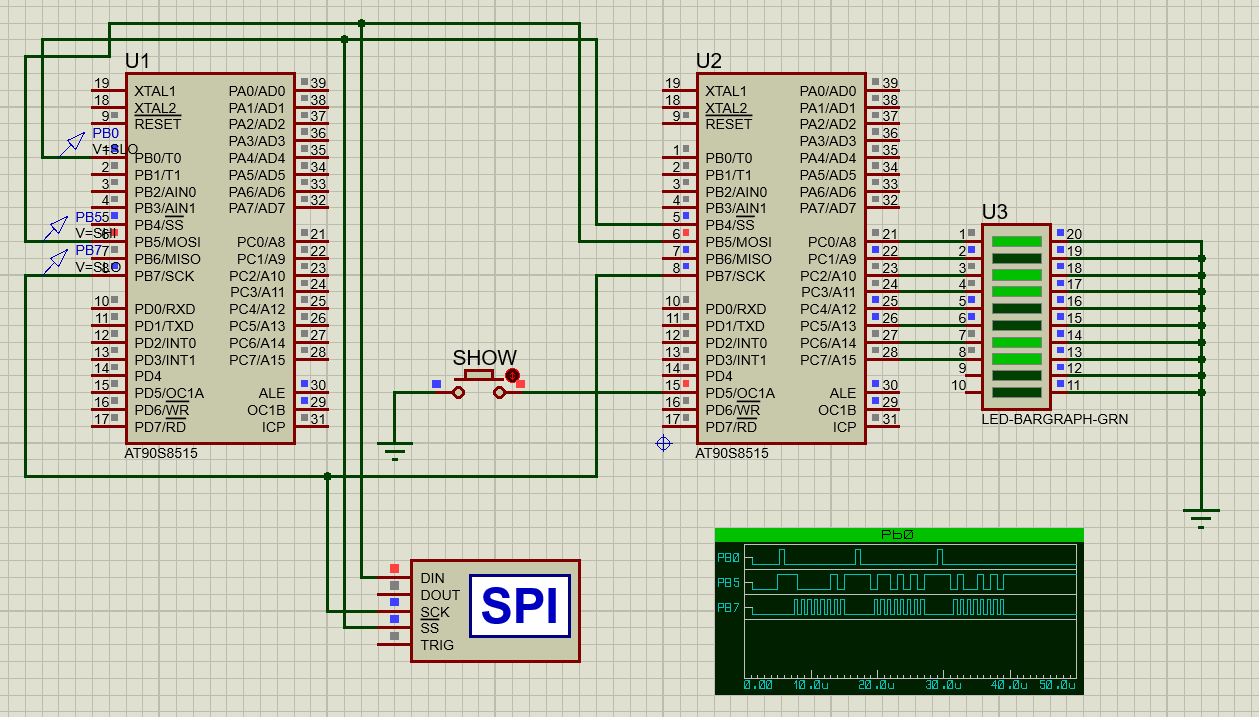 U1
19 XTAL1 PA0/AD0 39
18 XTAL2 PA1/AD1 38
9 RESET PA2/AD2 37
PB0 PA3/AD3 36
V=SLO
1 PB0/T0 PA4/AD4 35
2 PB1/T1 PA5/AD5 34
3 PB2/AIN0 PA6/AD6 33
4 PB3/AIN1 PA7/AD7 32
PB5
5 PB4/SS
V=SHI
6 PB5/MOSI PC0/A8 21
PB7
7 PB6/MISO PC1/A9 22
V=SLO
8 PB7/SCK PC2/A10 23
PC3/A11 24
10 PD0/RXD PC4/A12 25
11 PD1/TXD PC5/A13 26
12 PD2/INT0 PC6/A14 27
13 PD3/INT1 PC7/A15 28
14 PD4
15 PD5/OC1A ALE 30
16 PD6/WR OC1B 29
17 PD7/RD ICP 31
AT90S8515
SHOW
U2
19 XTAL1 PA0/AD0 39
18 XTAL2 PA1/AD1 38
9 RESET PA2/AD2 37
PA3/AD3 36
1 PB0/T0 PA4/AD4 35
2 PB1/T1 PA5/AD5 34
3 PB2/AIN0 PA6/AD6 33
4 PB3/AIN1 PA7/AD7 32
5 PB4/SS
6 PB5/MOSI PC0/A8 21
7 PB6/MISO PC1/A9 22
8 PB7/SCK PC2/A10 23
PC3/A11 24
10 PD0/RXD PC4/A12 25
11 PD1/TXD PC5/A13 26
12 PD2/INT0 PC6/A14 27
13 PD3/INT1 PC7/A15 28
14 PD4
15 PD5/OC1A ALE 30
16 PD6/WR OC1B 29
17 PD7/RD ICP 31
AT90S8515
U3
1 20
2 19
3 18
4 17
5 16
6 15
7 14
8 13
9 12
10 11
LED-BARGRAPH-GRN
DIN
DOUT
SCK
SS
TRIG
SPI
Pb0
PB0
PB5
PB7
0.00 10.0u 20.0u 30.0u 40.0u 50.0u